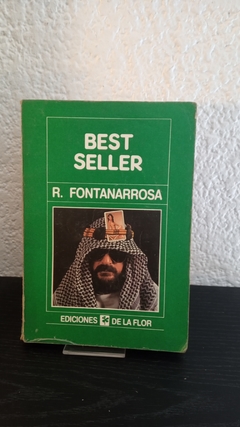 BEST
SELLER
R. FONTANARROSA
EDICIONES DE LA FLOR